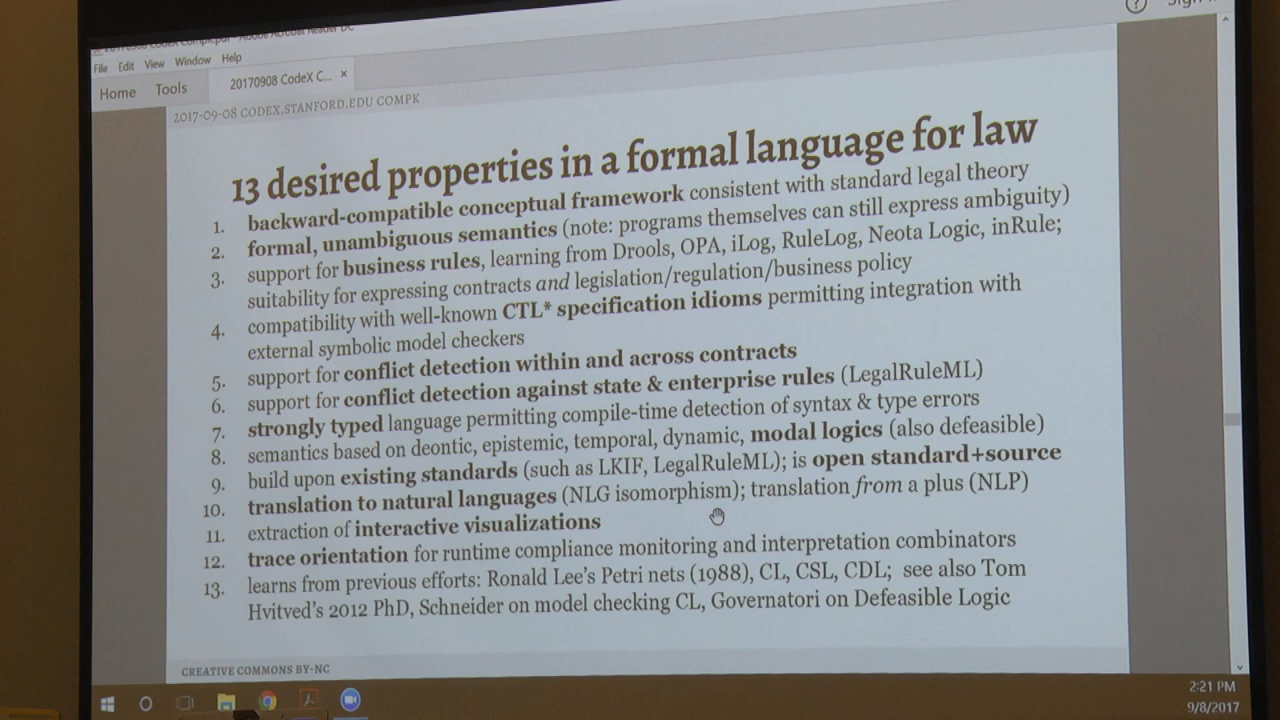 20170908 CodeX Compk.pdf - Adobe Acrobat Reader DC
File Edit View Window Help
Home Tools 20170908 CodeX C... ×
2017-09-08 CODEX.STANFORD.EDU COMPK
13 desired properties in a formal language for law
1. backward-compatible conceptual framework consistent with standard legal theory
2. formal, unambiguous semantics (note: programs themselves can still express ambiguity)
3. support for business rules, learning from Drools, OPA, iLog, RuleLog, Neota Logic, inRule;
suitability for expressing contracts and legislation/regulation/business policy
4. compatibility with well-known CTL* specification idioms permitting integration with
external symbolic model checkers
5. support for conflict detection within and across contracts
6. support for conflict detection against state & enterprise rules (LegalRuleML)
7. strongly typed language permitting compile-time detection of syntax & type errors
8. semantics based on deontic, epistemic, temporal, dynamic, modal logics (also defeasible)
9. build upon existing standards (such as LKIF, LegalRuleML); is open standard+source
10. translation to natural languages (NLG isomorphism); translation from a plus (NLP)
11. extraction of interactive visualizations
12. trace orientation for runtime compliance monitoring and interpretation combinators
13. learns from previous efforts: Ronald Lee's Petri nets (1988), CL, CSL, CDL; see also Tom
Hvitved's 2012 PhD, Schneider on model checking CL, Governatori on Defeasible Logic
CREATIVE COMMONS BY-NC
2:21 PM
9/8/2017